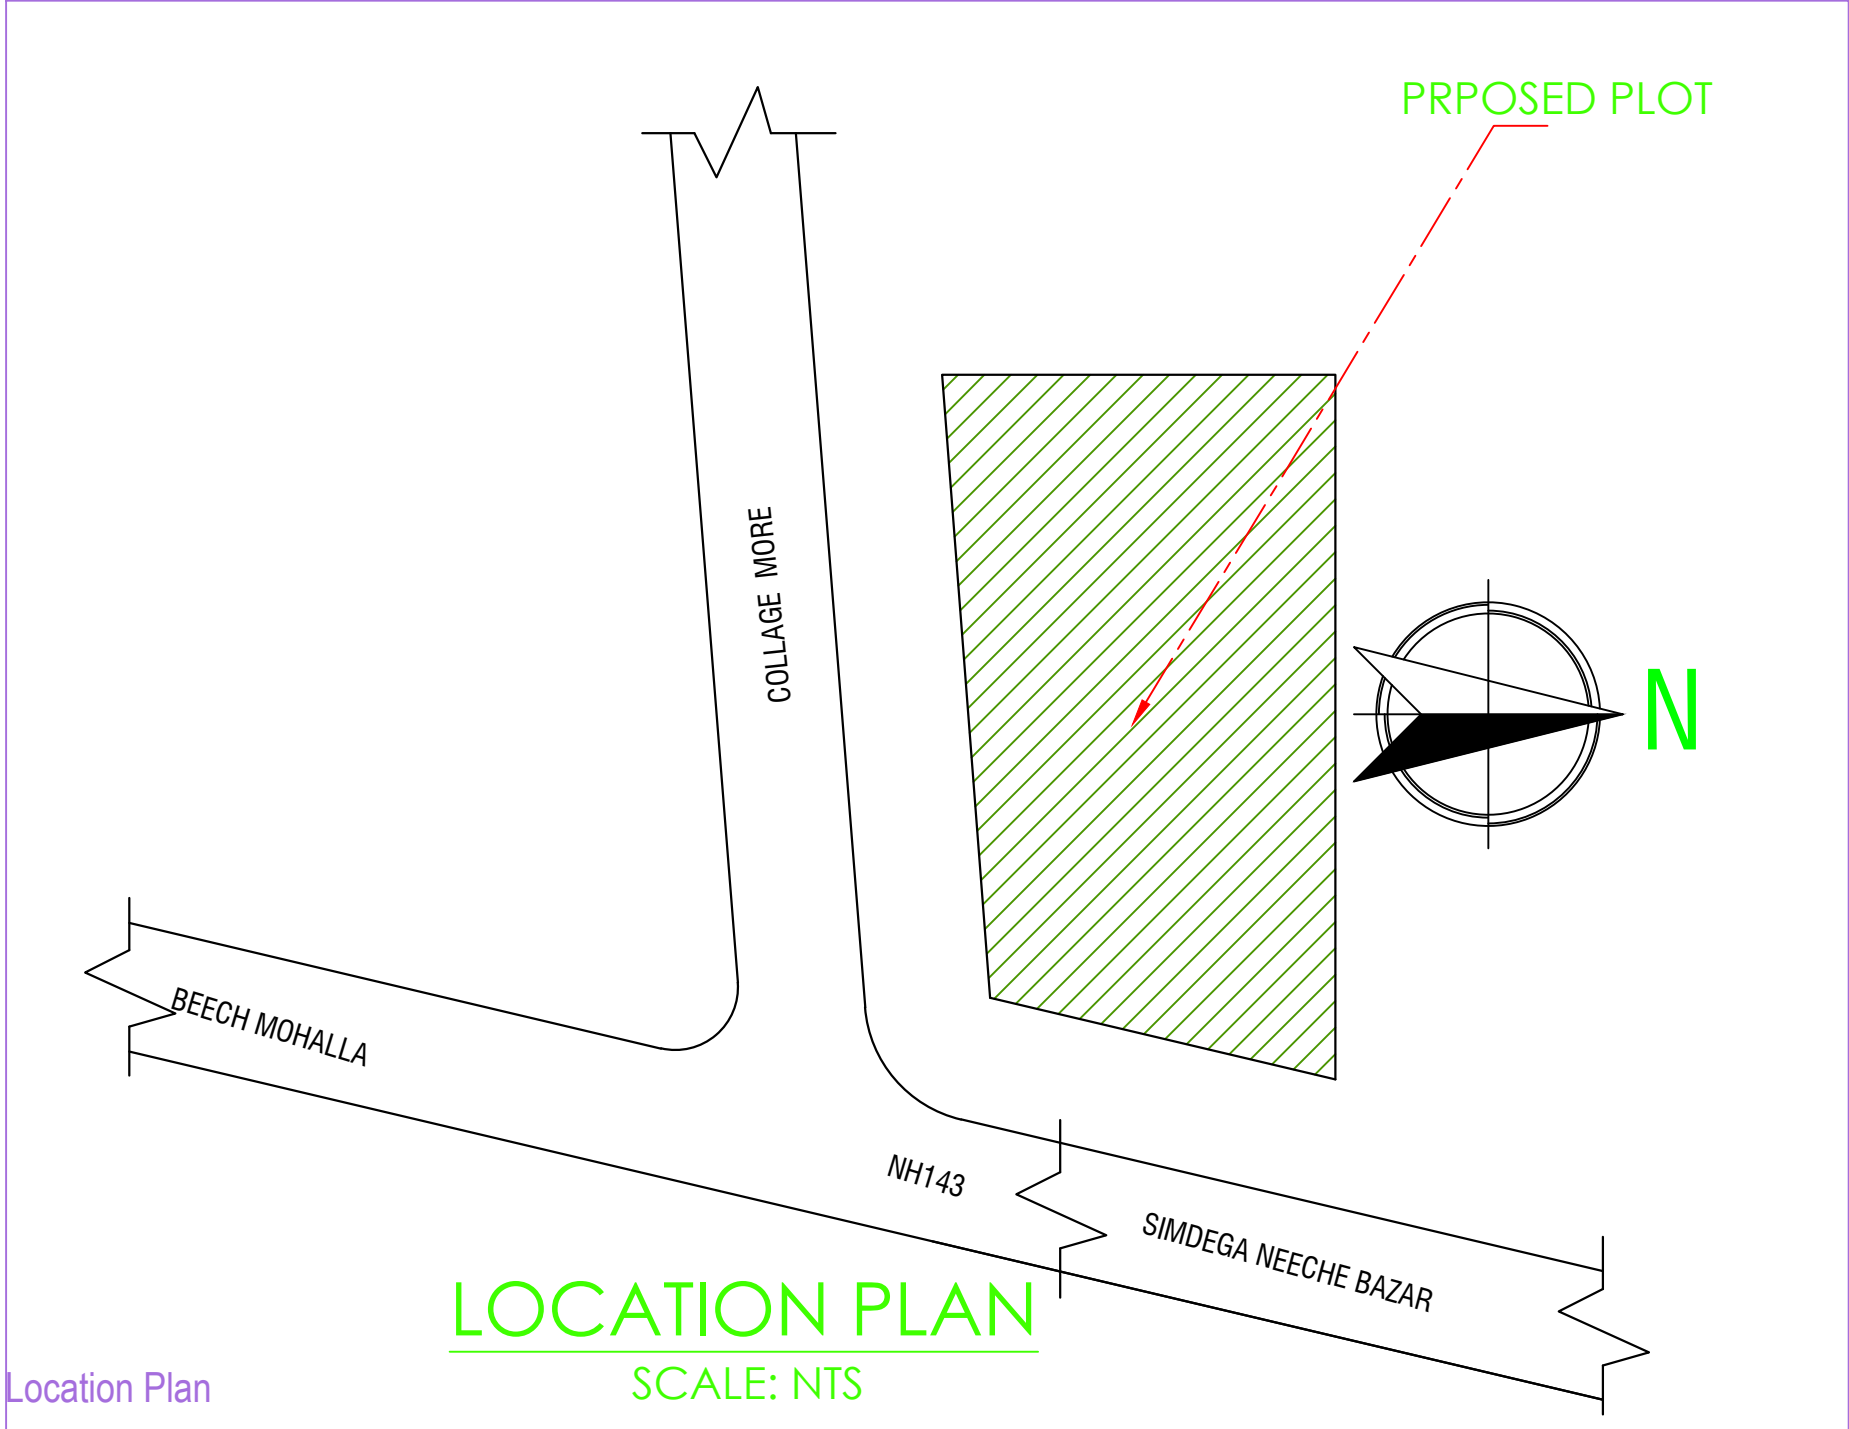 PRPOSED PLOT
COLLAGE MORE
N
BEECH MOHALLA
NH143
SIMDEGA NEECHE BAZAR
LOCATION PLAN
SCALE: NTS
Location Plan